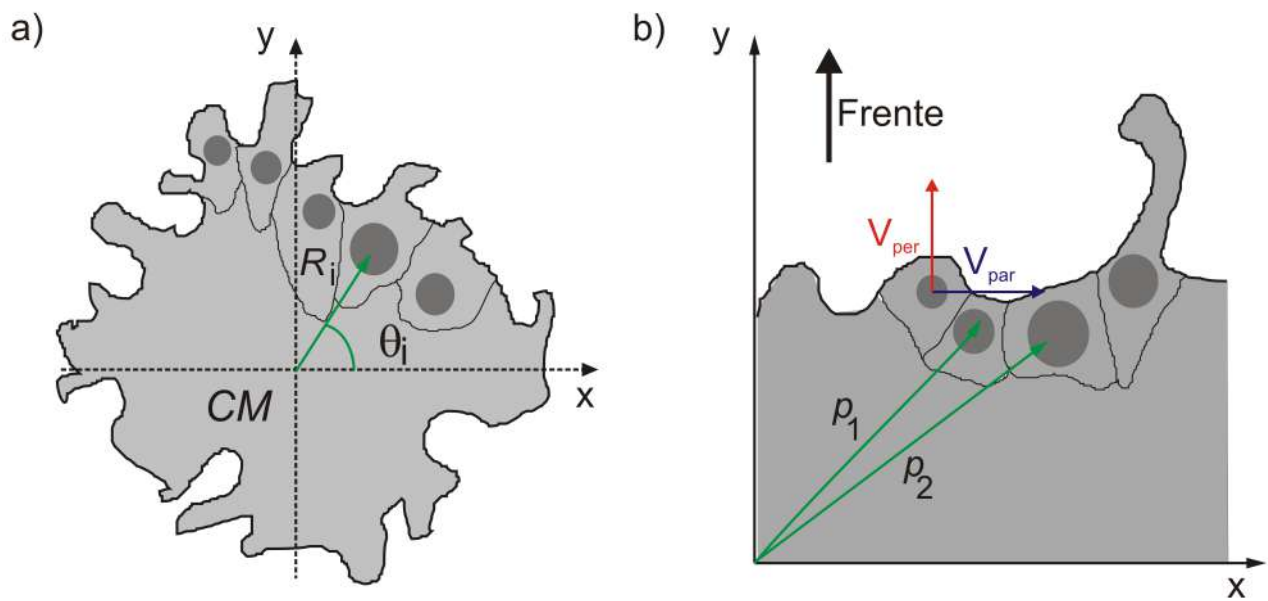 a)
y
R_i
θ_i
x
CM
b)
y
Frente
V_per
V_par
p_1
p_2
x